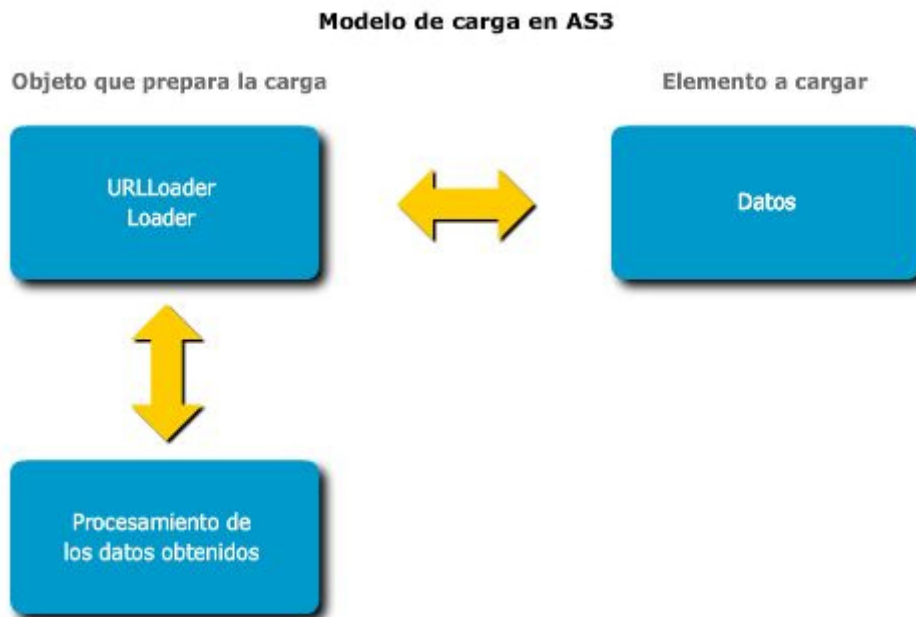 Modelo de carga en AS3
Objeto que prepara la carga
Elemento a cargar
URLLoader
Loader
Datos
Procesamiento de
los datos obtenidos